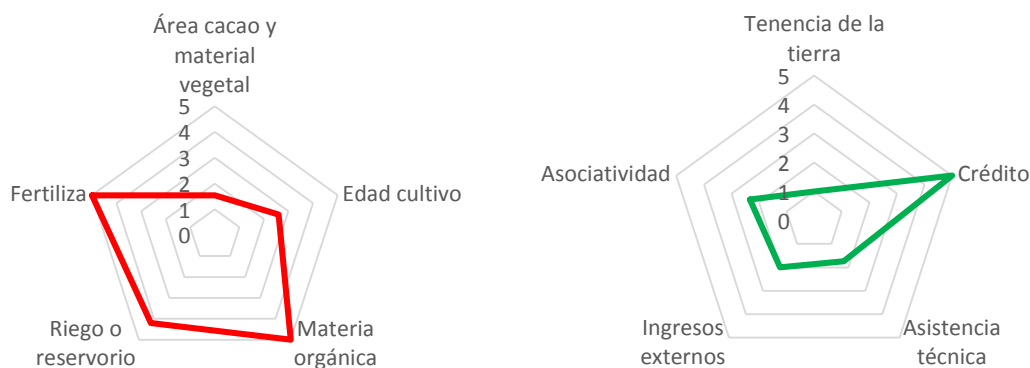 Área cacao y
material
vegetal
5
4
3
2
1
0
Edad cultivo
Materia
orgánica
Riego o
reservorio
Fertiliza
Tenencia de la
tierra
5
4
3
2
1
0
Crédito
Asistencia
técnica
Ingresos
externos
Asociatividad